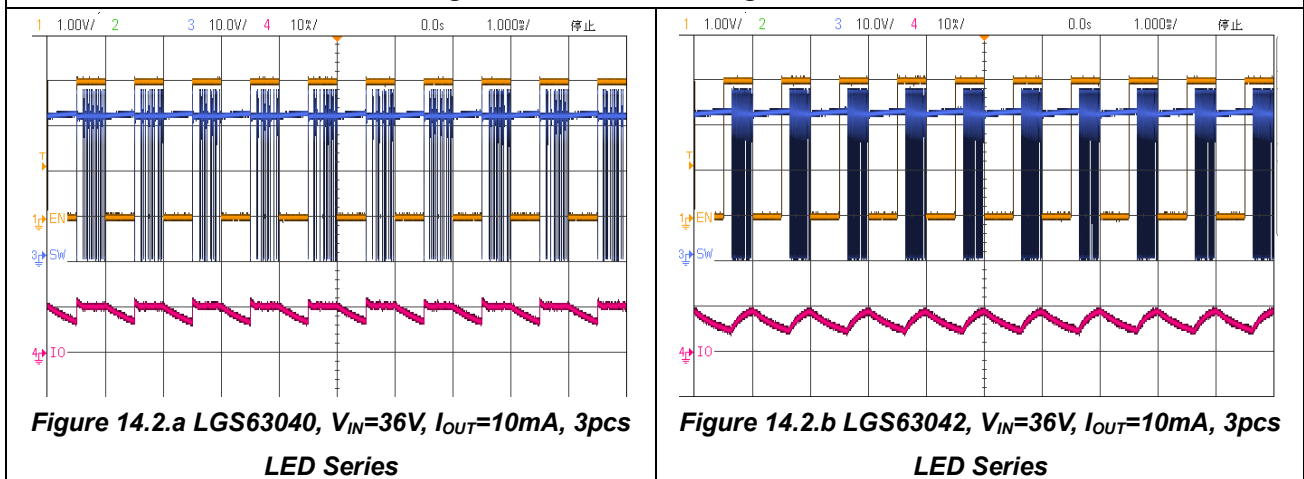 1 1.00V/ 2 3 10.0V/ 4 10%/ 0.0s 1.000%/ 停止
T
1 EN
3 SW
4 IO
Figure 14.2.a LGS63040, VIN=36V, IOUT=10mA, 3pcs
LED Series
1 1.00V/ 2 3 10.0V/ 4 10%/ 0.0s 1.000%/ 停止
T
1 EN
3 SW
4 IO
Figure 14.2.b LGS63042, VIN=36V, IOUT=10mA, 3pcs
LED Series